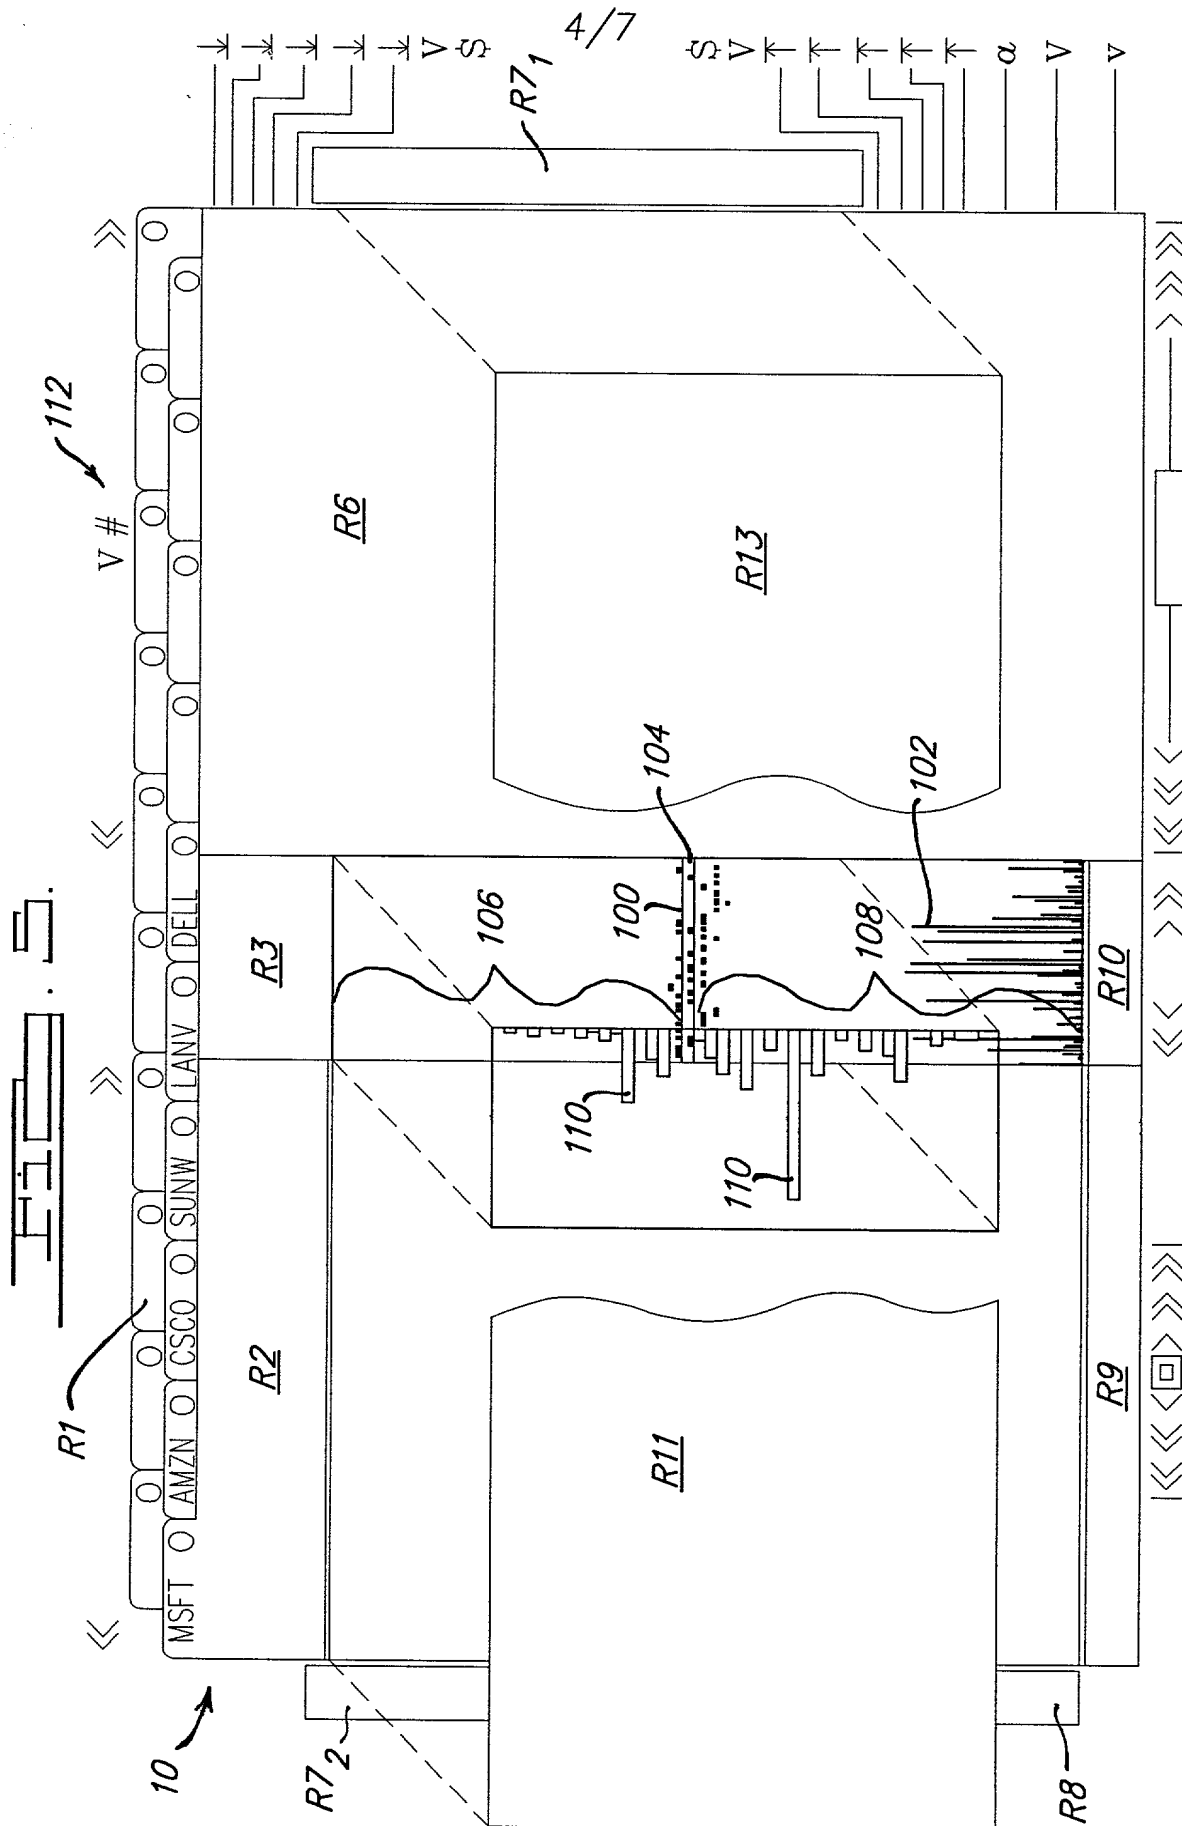 4/7
Fig. 5.
112
V #
R1
MSFT
AMZN
CSCO
SUNW
LANV
DELL
10
R2
R3
R6
R7₁
R7₂
106
100
104
108
102
110
110
R11
R13
R8
R9
R10
V $
$ V
a
V
v